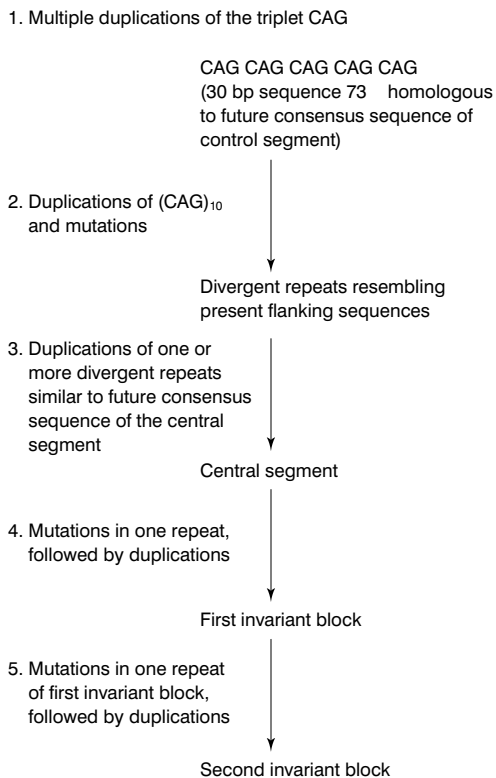 1. Multiple duplications of the triplet CAG
CAG CAG CAG CAG CAG
(30 bp sequence 73 homologous
to future consensus sequence of
control segment)
2. Duplications of (CAG)₁₀
and mutations
Divergent repeats resembling
present flanking sequences
3. Duplications of one or
more divergent repeats
similar to future consensus
sequence of the central
segment
Central segment
4. Mutations in one repeat,
followed by duplications
First invariant block
5. Mutations in one repeat
of first invariant block,
followed by duplications
Second invariant block